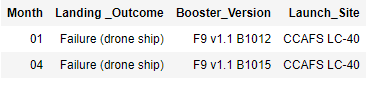 Month Landing _Outcome Booster_Version Launch_Site
01 Failure (drone ship) F9 v1.1 B1012 CCAFS LC-40
04 Failure (drone ship) F9 v1.1 B1015 CCAFS LC-40